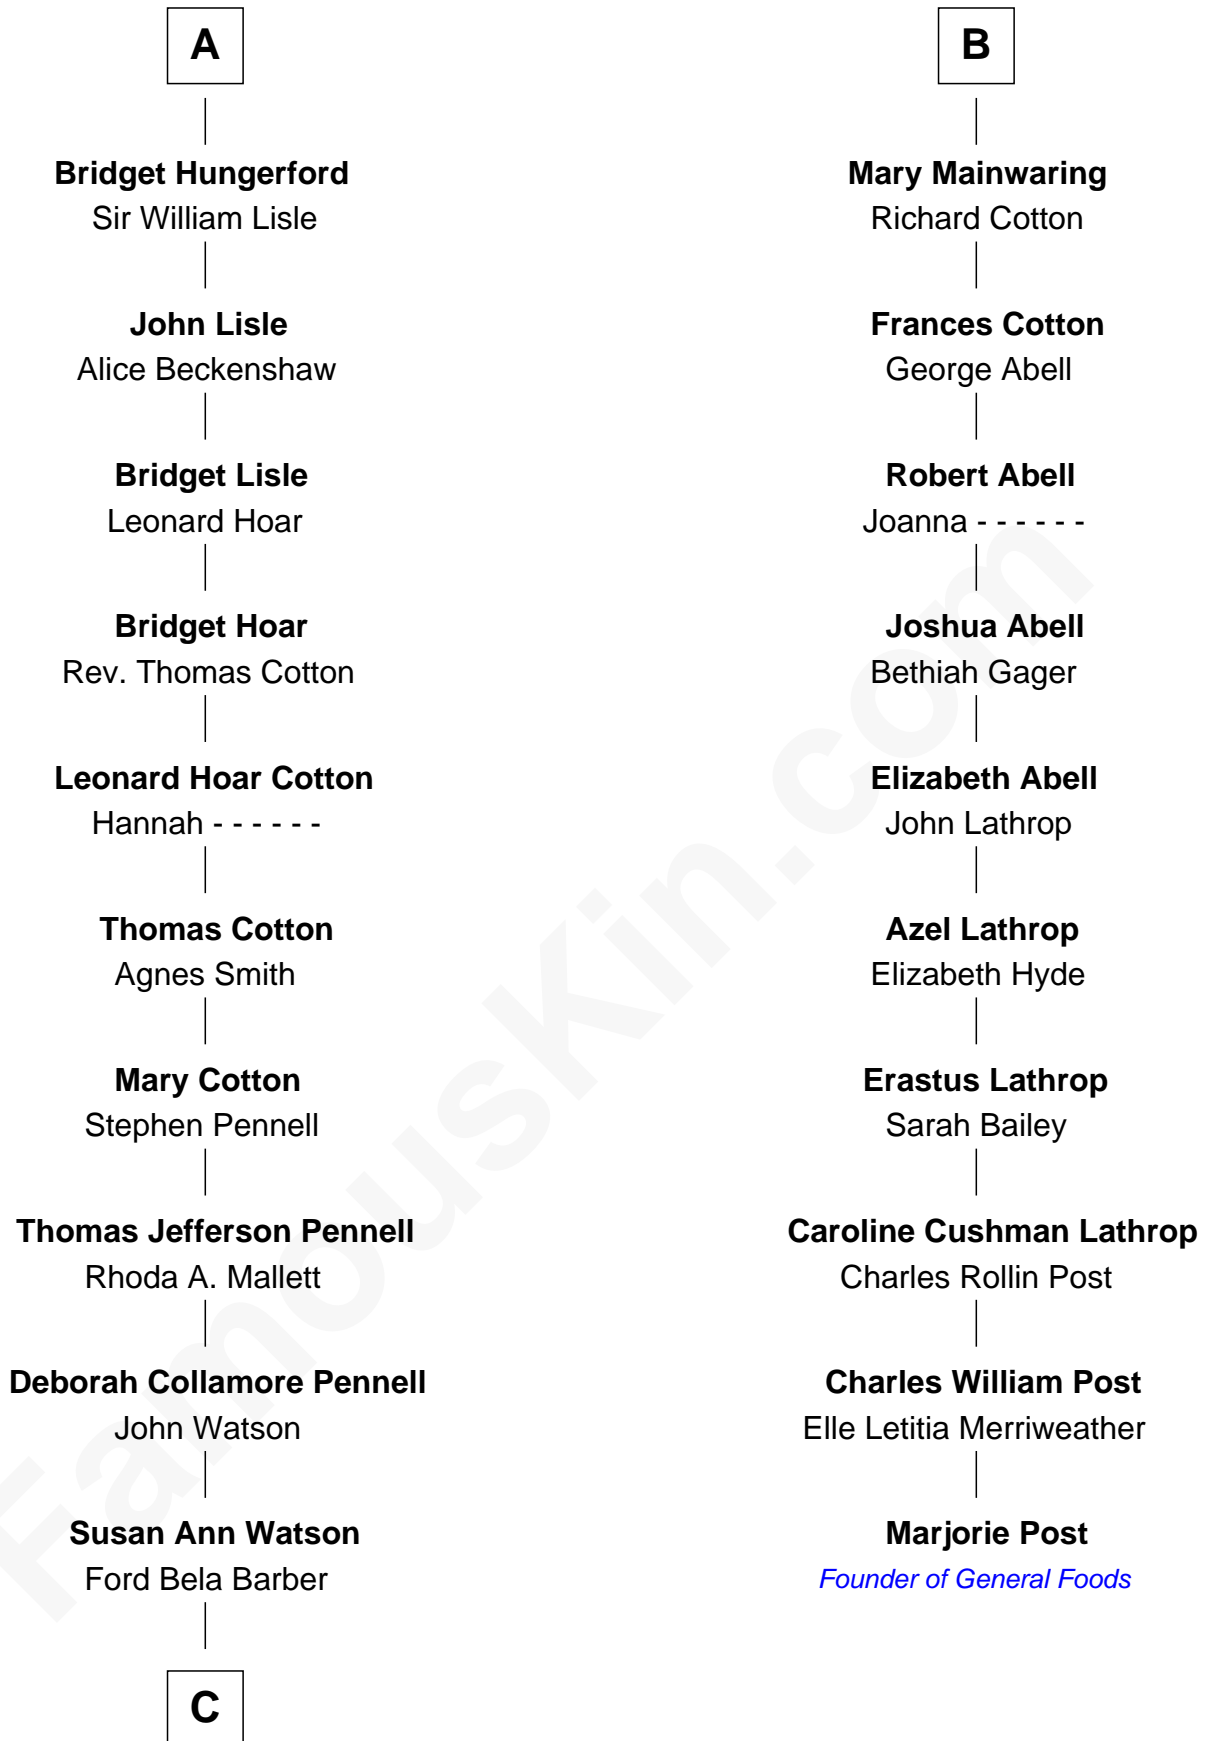 A
Bridget Hungerford
Sir William Lisle
John Lisle
Alice Beckenshaw
Bridget Lisle
Leonard Hoar
Bridget Hoar
Rev. Thomas Cotton
Leonard Hoar Cotton
Hannah - - - - - -
Thomas Cotton
Agnes Smith
Mary Cotton
Stephen Pennell
Thomas Jefferson Pennell
Rhoda A. Mallett
Deborah Collamore Pennell
John Watson
Susan Ann Watson
Ford Bela Barber
C
B
Mary Mainwaring
Richard Cotton
Frances Cotton
George Abell
Robert Abell
Joanna - - - - - -
Joshua Abell
Bethiah Gager
Elizabeth Abell
John Lathrop
Azel Lathrop
Elizabeth Hyde
Erastus Lathrop
Sarah Bailey
Caroline Cushman Lathrop
Charles Rollin Post
Charles William Post
Elle Letitia Merriweather
Marjorie Post
Founder of General Foods
FamousKin.com